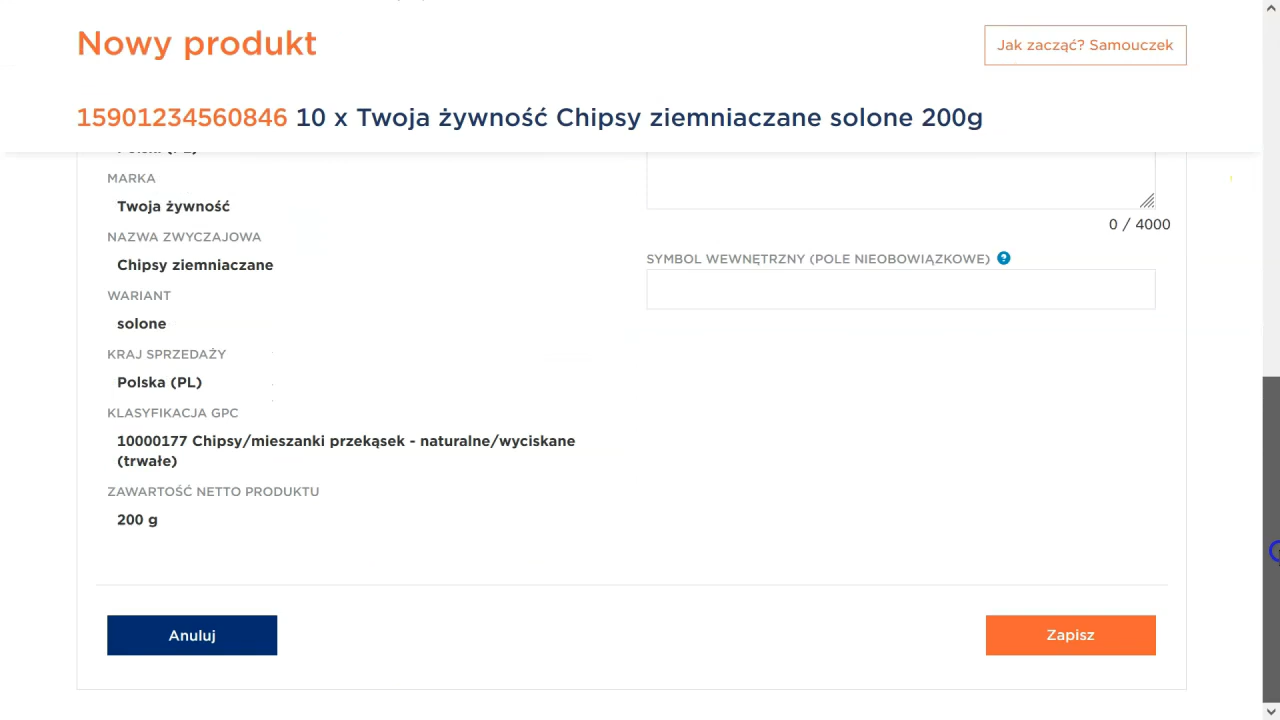 Nowy produkt
Jak zacząć? Samouczek
15901234560846 10 x Twoja żywność Chipsy ziemniaczane solone 200g
MARKA
Twoja żywność
0 / 4000
NAZWA ZWYCZAJOWA
SYMBOL WEWNĘTRZNY (POLE NIEOBOWIĄZKOWE) ?
Chipsy ziemniaczane
WARIANT
solone
KRAJ SPRZEDAŻY
Polska (PL)
KLASYFIKACJA GPC
10000177 Chipsy/mieszanki przekąsek - naturalne/wyciskane
(trwałe)
ZAWARTOŚĆ NETTO PRODUKTU
200 g
Anuluj
Zapisz